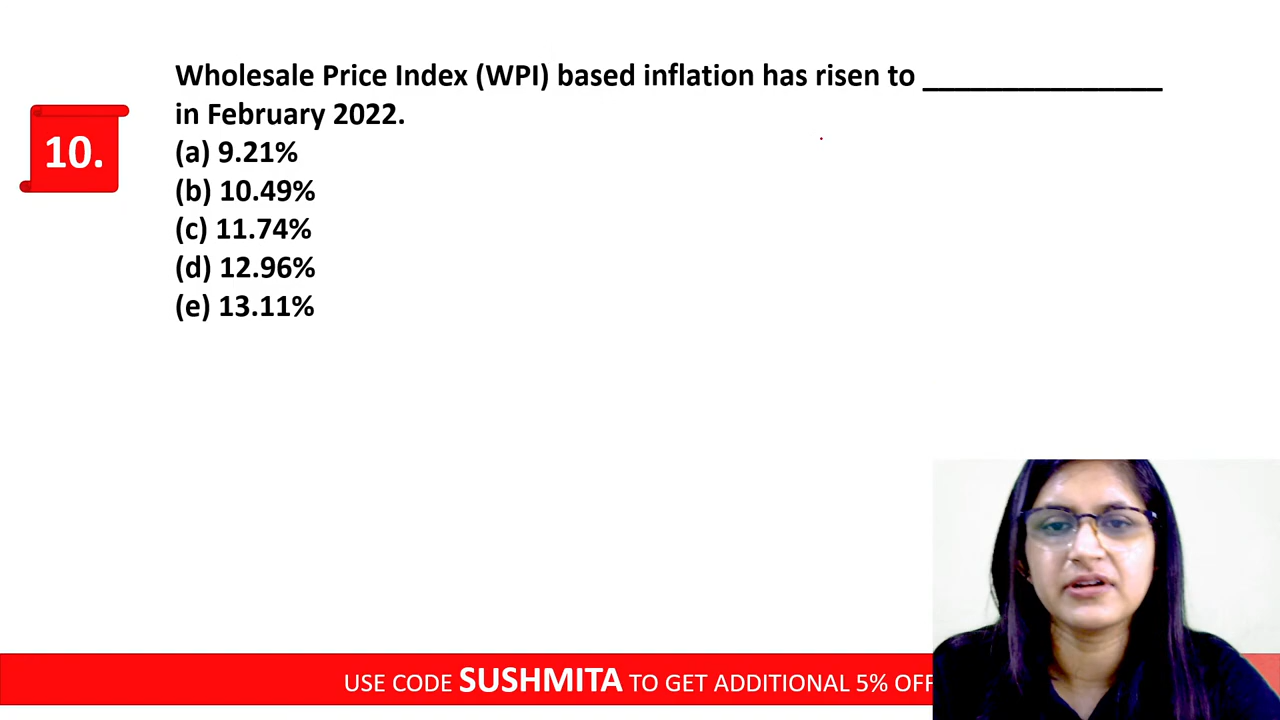 Wholesale Price Index (WPI) based inflation has risen to ________________
in February 2022.
10.
(a) 9.21%
(b) 10.49%
(c) 11.74%
(d) 12.96%
(e) 13.11%
USE CODE SUSHMITA TO GET ADDITIONAL 5% OFF